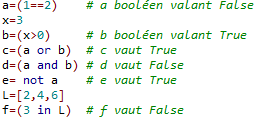 a=(1==2) # a booléen valant False
x=3
b=(x>0) # b booléen valant True
c=(a or b) # c vaut True
d=(a and b) # d vaut False
e= not a # e vaut True
L=[2,4,6]
f=(3 in L) # f vaut False